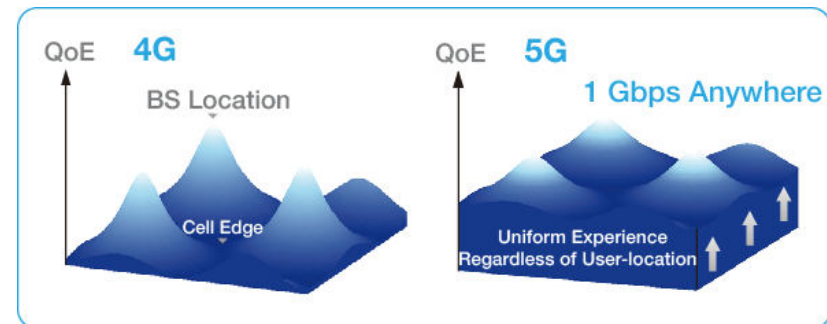 QoE 4G
BS Location
Cell Edge
QoE 5G
1 Gbps Anywhere
Uniform Experience
Regardless of User-location